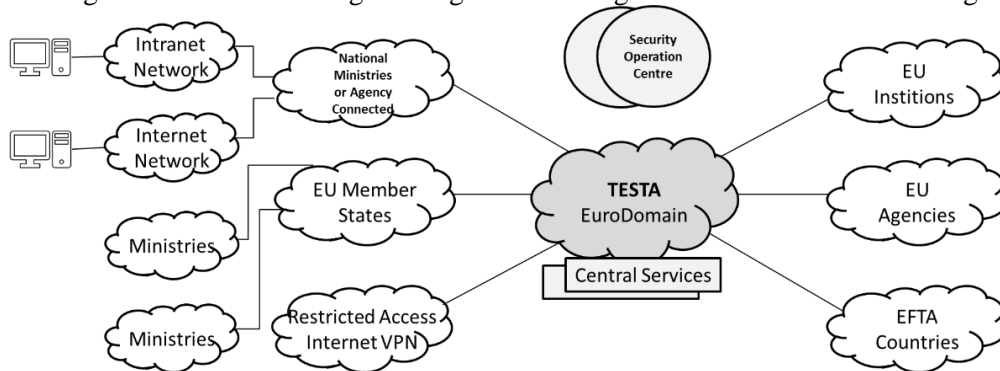 Intranet
Network
Internet
Network
Ministries
Ministries
National
Ministries
or Agency
Connected
EU Member
States
Restricted Access
Internet VPN
Security
Operation
Centre
TESTA
EuroDomain
Central Services
EU
Institions
EU
Agencies
EFTA
Countries